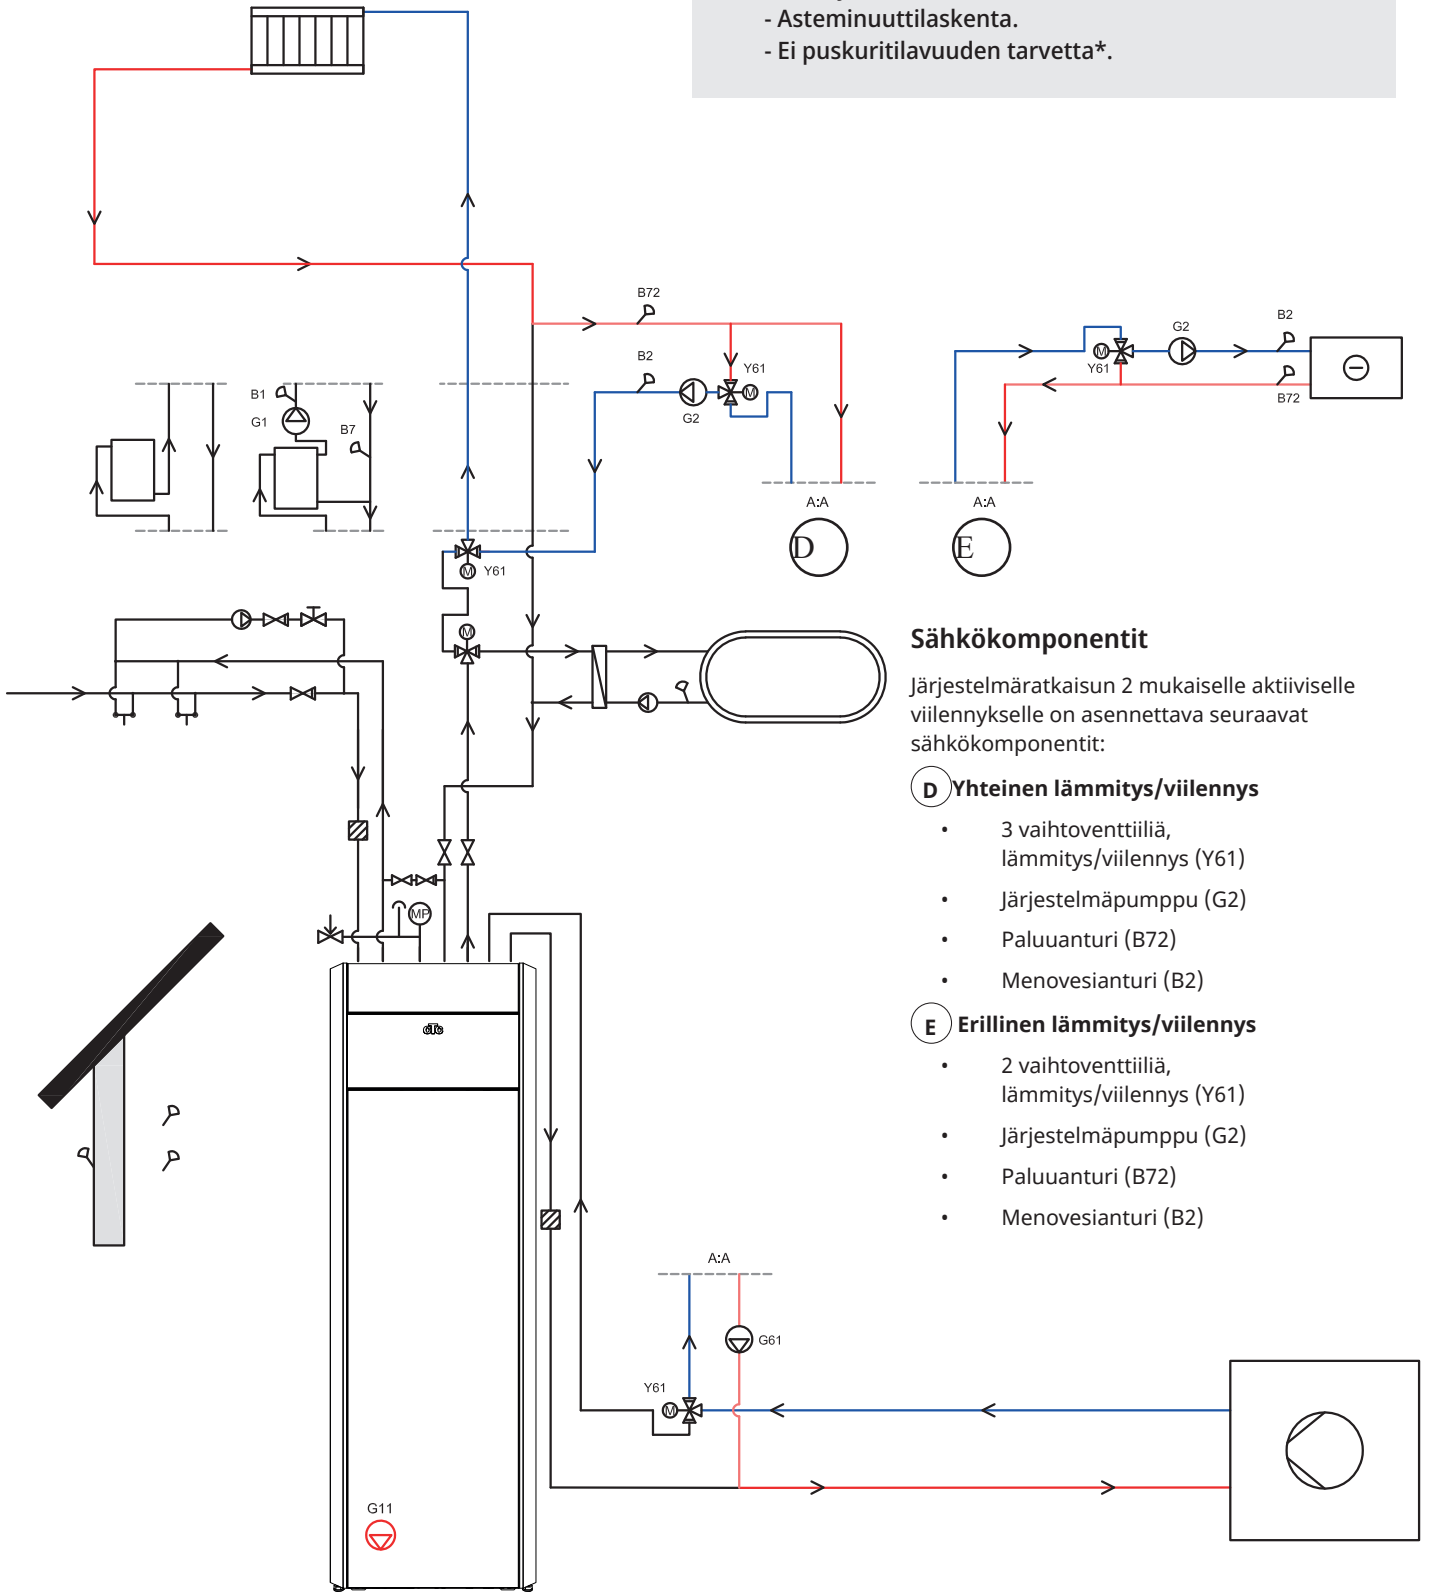 - Asteminuuttilaskenta.
- Ei puskuritilavuuden tarvetta*.
B72
B2
Y61
M
G2
A:A
D
B2
G2
M
Y61
B72
A:A
E
B1
G1
B7
M
Y61
M
Sähkökomponentit
Järjestelmäratkaisun 2 mukaiselle aktiiviselle
viilennykselle on asennettava seuraavat
sähkökomponentit:
D Yhteinen lämmitys/viilennys
• 3 vaihtoventtiiliä,
lämmitys/viilennys (Y61)
• Järjestelmäpumppu (G2)
• Paluuanturi (B72)
• Menovesianturi (B2)
E Erillinen lämmitys/viilennys
• 2 vaihtoventtiiliä,
lämmitys/viilennys (Y61)
• Järjestelmäpumppu (G2)
• Paluuanturi (B72)
• Menovesianturi (B2)
MP
cTc
A:A
G61
Y61
M
G11